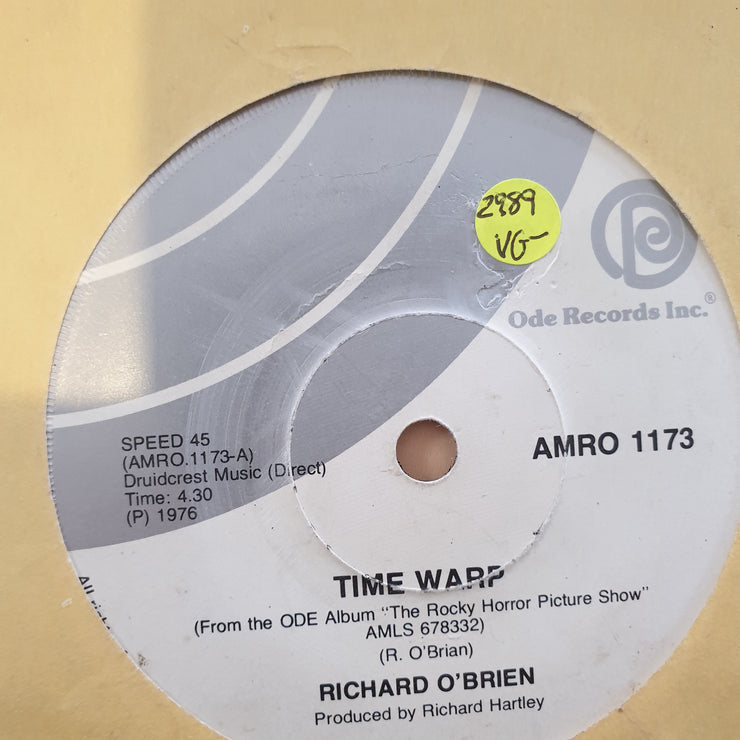 2989
VG-
Ode Records Inc.®
AMRO 1173
SPEED 45
(AMRO.1173-A)
Druidcrest Music (Direct)
Time: 4.30
(P) 1976
All
TIME WARP
(From the ODE Album "The Rocky Horror Picture Show"
AMLS 678332)
(R. O'Brian)
RICHARD O'BRIEN
Produced by Richard Hartley